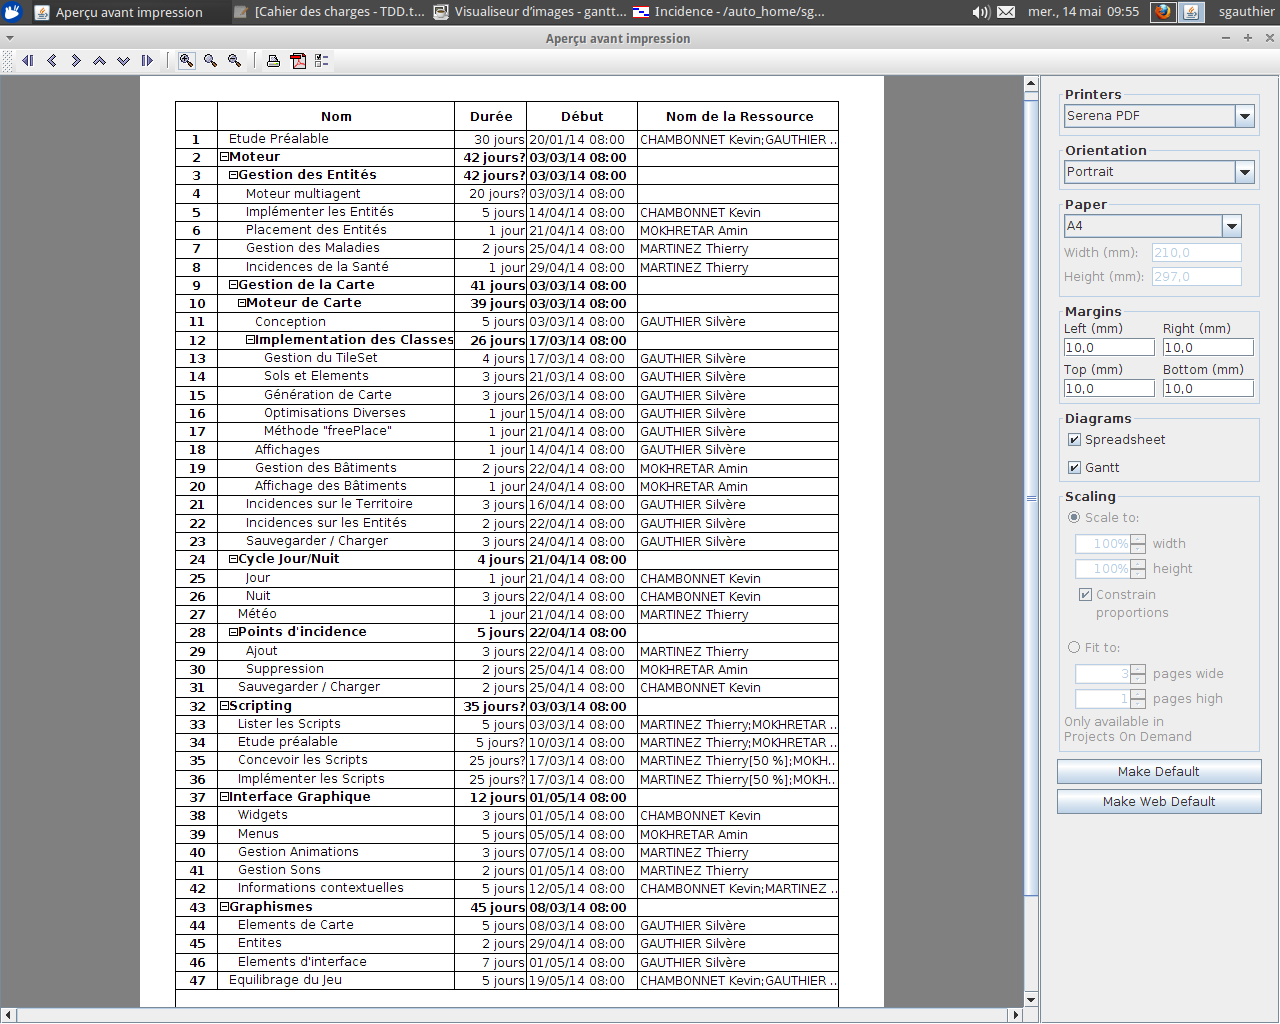 Aperçu avant impression
[Cahier des charges - TDD.t...
Visualiseur d'images - gantt...
Incidence - /auto_home/sg...
mer., 14 mai 09:55
sgauthier
Aperçu avant impression
Nom Durée Début Nom de la Ressource
1 Etude Préalable 30 jours 20/01/14 08:00 CHAMBONNET Kevin;GAUTHIER ...
2 Moteur 42 jours? 03/03/14 08:00
3 Gestion des Entités 42 jours? 03/03/14 08:00
4 Moteur multiagent 20 jours? 03/03/14 08:00
5 Implémenter les Entités 5 jours 14/04/14 08:00 CHAMBONNET Kevin
6 Placement des Entités 1 jour 21/04/14 08:00 MOKHRETAR Amin
7 Gestion des Maladies 2 jours 25/04/14 08:00 MARTINEZ Thierry
8 Incidences de la Santé 1 jour 29/04/14 08:00 MARTINEZ Thierry
9 Gestion de la Carte 41 jours 03/03/14 08:00
10 Moteur de Carte 39 jours 03/03/14 08:00
11 Conception 5 jours 03/03/14 08:00 GAUTHIER Silvère
12 Implementation des Classes 26 jours 17/03/14 08:00
13 Gestion du TileSet 4 jours 17/03/14 08:00 GAUTHIER Silvère
14 Sols et Elements 3 jours 21/03/14 08:00 GAUTHIER Silvère
15 Génération de Carte 3 jours 26/03/14 08:00 GAUTHIER Silvère
16 Optimisations Diverses 1 jour 15/04/14 08:00 GAUTHIER Silvère
17 Méthode "freePlace" 1 jour 21/04/14 08:00 GAUTHIER Silvère
18 Affichages 1 jour 14/04/14 08:00 GAUTHIER Silvère
19 Gestion des Bâtiments 2 jours 22/04/14 08:00 MOKHRETAR Amin
20 Affichage des Bâtiments 1 jour 24/04/14 08:00 MOKHRETAR Amin
21 Incidences sur le Territoire 3 jours 16/04/14 08:00 GAUTHIER Silvère
22 Incidences sur les Entités 2 jours 22/04/14 08:00 GAUTHIER Silvère
23 Sauvegarder / Charger 3 jours 24/04/14 08:00 GAUTHIER Silvère
24 Cycle Jour/Nuit 4 jours 21/04/14 08:00
25 Jour 1 jour 21/04/14 08:00 CHAMBONNET Kevin
26 Nuit 3 jours 22/04/14 08:00 CHAMBONNET Kevin
27 Météo 1 jour 21/04/14 08:00 MARTINEZ Thierry
28 Points d'incidence 5 jours 22/04/14 08:00
29 Ajout 3 jours 22/04/14 08:00 MARTINEZ Thierry
30 Suppression 2 jours 25/04/14 08:00 MOKHRETAR Amin
31 Sauvegarder / Charger 2 jours 25/04/14 08:00 CHAMBONNET Kevin
32 Scripting 35 jours? 03/03/14 08:00
33 Lister les Scripts 5 jours 03/03/14 08:00 MARTINEZ Thierry;MOKHRETAR ...
34 Etude préalable 5 jours? 10/03/14 08:00 MARTINEZ Thierry;MOKHRETAR ...
35 Concevoir les Scripts 25 jours? 17/03/14 08:00 MARTINEZ Thierry[50 %];MOKH...
36 Implémenter les Scripts 25 jours? 17/03/14 08:00 MARTINEZ Thierry[50 %];MOKH...
37 Interface Graphique 12 jours 01/05/14 08:00
38 Widgets 3 jours 01/05/14 08:00 CHAMBONNET Kevin
39 Menus 5 jours 05/05/14 08:00 MOKHRETAR Amin
40 Gestion Animations 3 jours 07/05/14 08:00 MARTINEZ Thierry
41 Gestion Sons 2 jours 01/05/14 08:00 MARTINEZ Thierry
42 Informations contextuelles 5 jours 12/05/14 08:00 CHAMBONNET Kevin;MARTINEZ ...
43 Graphismes 45 jours 08/03/14 08:00
44 Elements de Carte 5 jours 08/03/14 08:00 GAUTHIER Silvère
45 Entites 2 jours 29/04/14 08:00 GAUTHIER Silvère
46 Elements d'interface 7 jours 01/05/14 08:00 GAUTHIER Silvère
47 Equilibrage du Jeu 5 jours 19/05/14 08:00 CHAMBONNET Kevin;GAUTHIER ...
Printers
Serena PDF
Orientation
Portrait
Paper
A4
Width (mm): 210,0
Height (mm): 297,0
Margins
Left (mm) Right (mm)
10,0 10,0
Top (mm) Bottom (mm)
10,0 10,0
Diagrams
Spreadsheet
Gantt
Scaling
Scale to:
100% width
100% height
Constrain
proportions
Fit to:
3 pages wide
1 pages high
Only available in
Projects On Demand
Make Default
Make Web Default